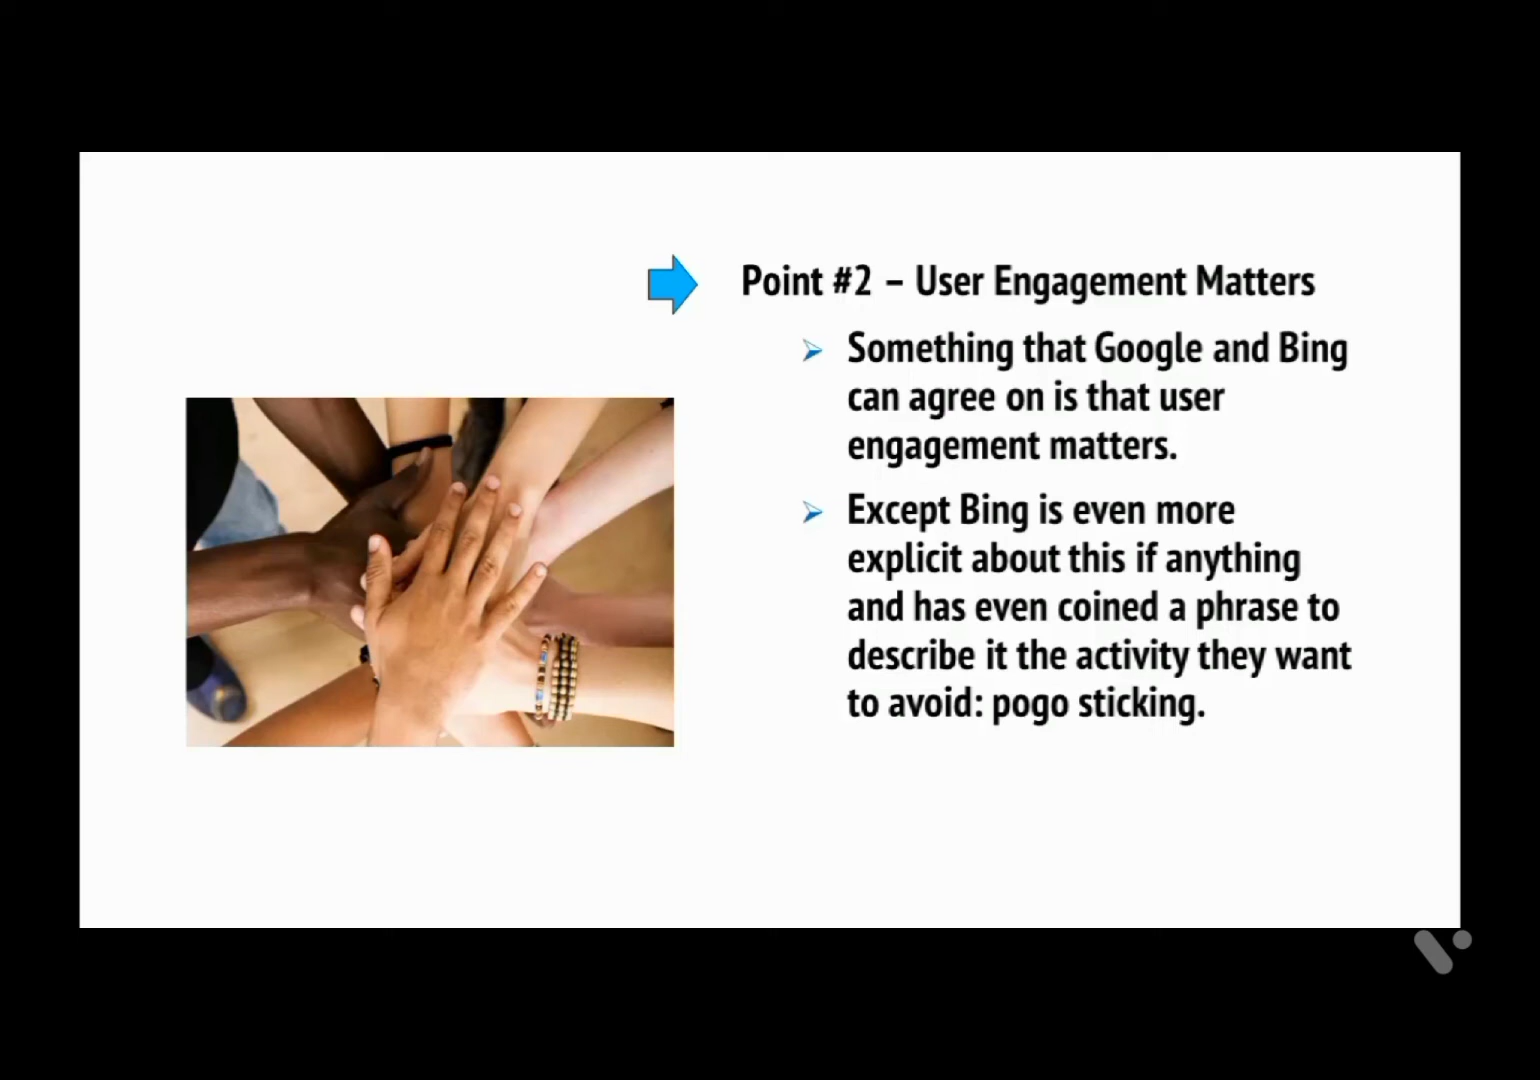 Point #2 – User Engagement Matters
Something that Google and Bing
can agree on is that user
engagement matters.
Except Bing is even more
explicit about this if anything
and has even coined a phrase to
describe it the activity they want
to avoid: pogo sticking.